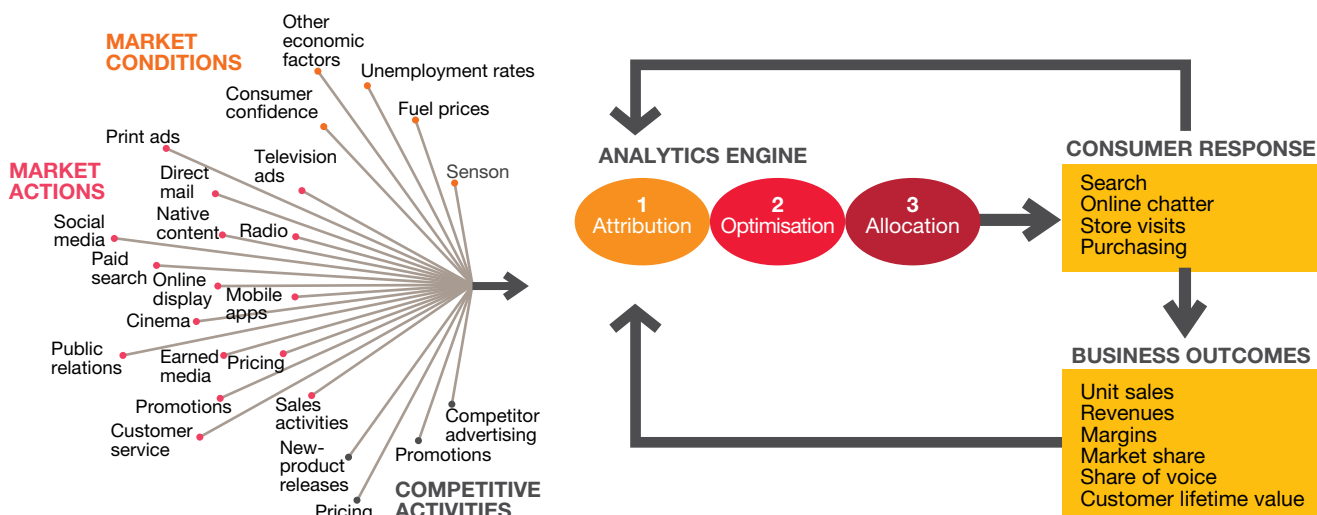 MARKET
CONDITIONS
Other
economic
factors
Unemployment rates
Consumer
confidence
Fuel prices
Senson
MARKET
ACTIONS
Print ads
Television
ads
Direct
mail
Native
content
Radio
Social
media
Paid
search
Online
display
Mobile
apps
Cinema
Public
relations
Earned
media
Pricing
Promotions
Sales
activities
Customer
service
New-
product
releases
Competitor
advertising
Promotions
Pricing
COMPETITIVE
ACTIVITIES
ANALYTICS ENGINE
1
Attribution
2
Optimisation
3
Allocation
CONSUMER RESPONSE
Search
Online chatter
Store visits
Purchasing
BUSINESS OUTCOMES
Unit sales
Revenues
Margins
Market share
Share of voice
Customer lifetime value